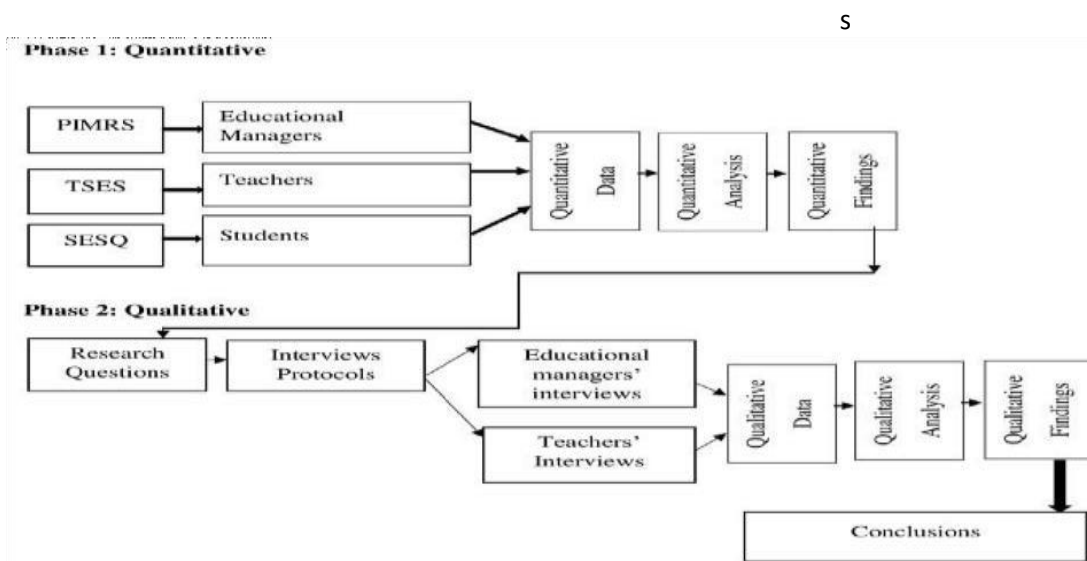 S
Phase 1: Quantitative
PIMRS
Educational
Managers
TSES
Teachers
SESQ
Students
Quantitative
Data
Quantitative
Analysis
Quantitative
Findings
Phase 2: Qualitative
Research
Questions
Interviews
Protocols
Educational
managers'
interviews
Teachers'
Interviews
Qualitative
Data
Qualitative
Analysis
Qualitative
Findings
Conclusions